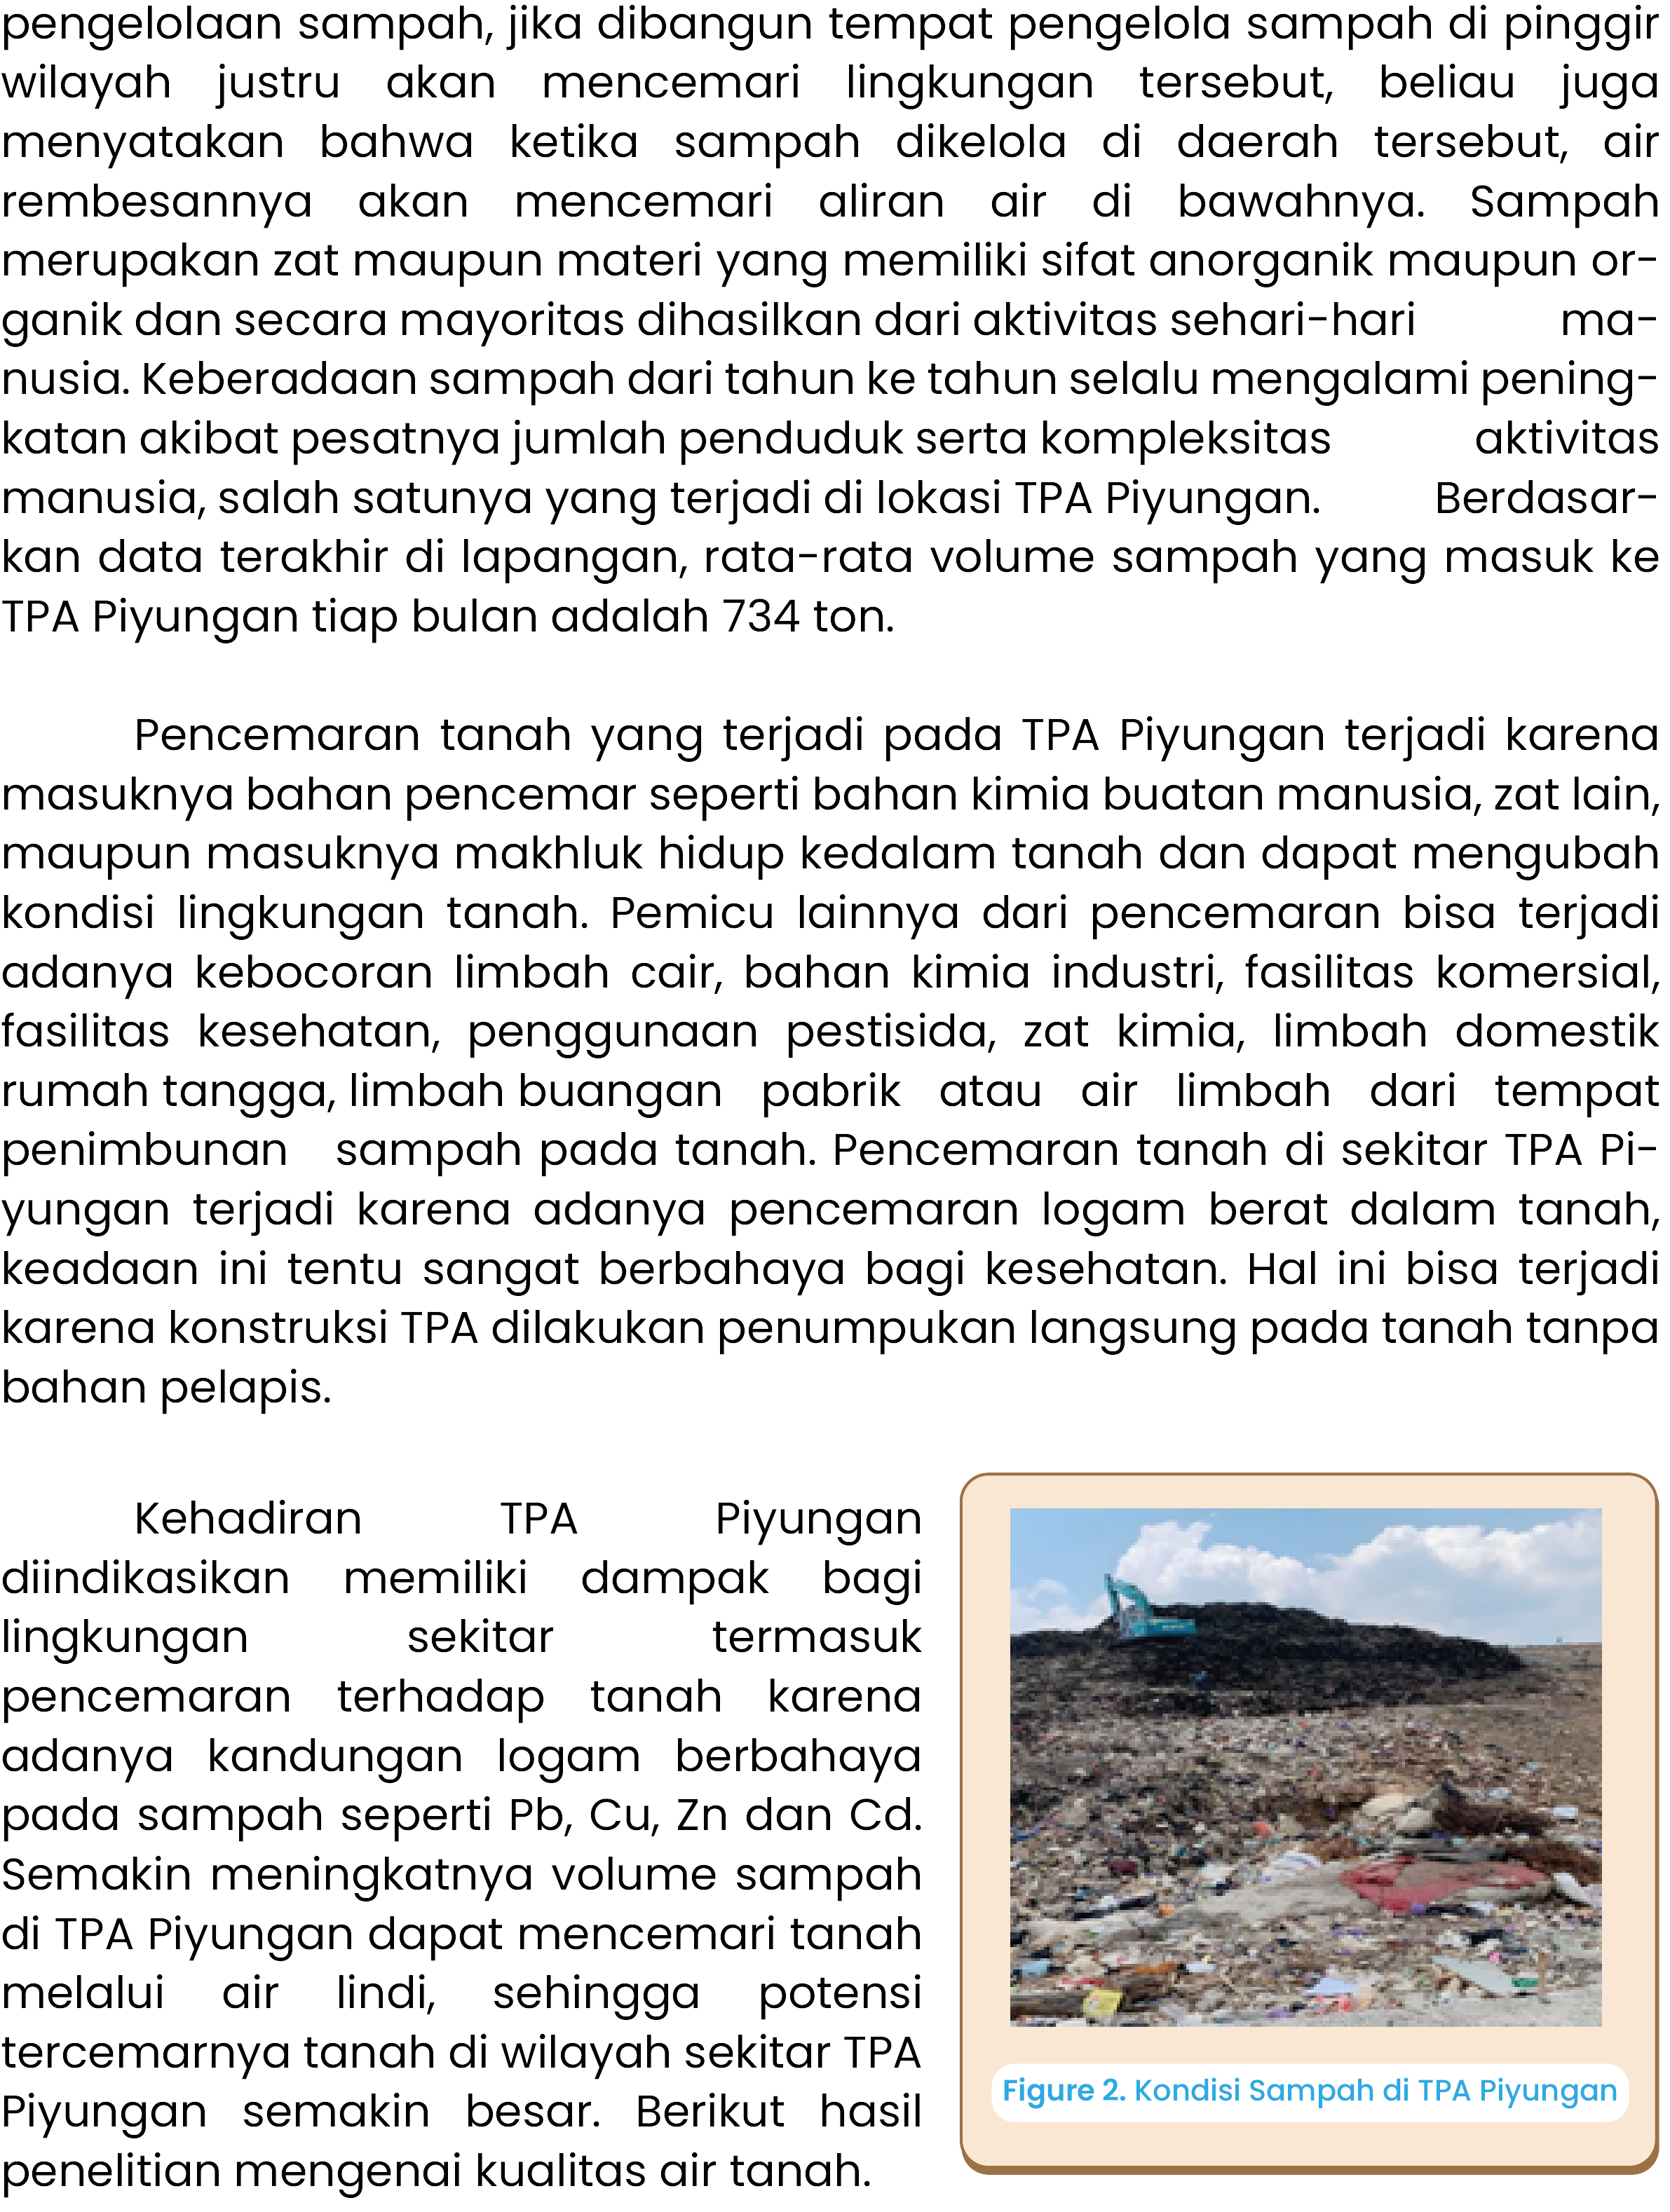 pengelolaan sampah, jika dibangun tempat pengelola sampah di pinggir
wilayah justru akan mencemari lingkungan tersebut, beliau juga
menyatakan bahwa ketika sampah dikelola di daerah tersebut, air
rembesannya akan mencemari aliran air di bawahnya. Sampah
merupakan zat maupun materi yang memiliki sifat anorganik maupun or-
ganik dan secara mayoritas dihasilkan dari aktivitas sehari-hari ma-
nusia. Keberadaan sampah dari tahun ke tahun selalu mengalami pening-
katan akibat pesatnya jumlah penduduk serta kompleksitas aktivitas
manusia, salah satunya yang terjadi di lokasi TPA Piyungan. Berdasar-
kan data terakhir di lapangan, rata-rata volume sampah yang masuk ke
TPA Piyungan tiap bulan adalah 734 ton.
Pencemaran tanah yang terjadi pada TPA Piyungan terjadi karena
masuknya bahan pencemar seperti bahan kimia buatan manusia, zat lain,
maupun masuknya makhluk hidup kedalam tanah dan dapat mengubah
kondisi lingkungan tanah. Pemicu lainnya dari pencemaran bisa terjadi
adanya kebocoran limbah cair, bahan kimia industri, fasilitas komersial,
fasilitas kesehatan, penggunaan pestisida, zat kimia, limbah domestik
rumah tangga, limbah buangan pabrik atau air limbah dari tempat
penimbunan sampah pada tanah. Pencemaran tanah di sekitar TPA Pi-
yungan terjadi karena adanya pencemaran logam berat dalam tanah,
keadaan ini tentu sangat berbahaya bagi kesehatan. Hal ini bisa terjadi
karena konstruksi TPA dilakukan penumpukan langsung pada tanah tanpa
bahan pelapis.
Kehadiran TPA Piyungan
diindikasikan memiliki dampak bagi
lingkungan sekitar termasuk
pencemaran terhadap tanah karena
adanya kandungan logam berbahaya
pada sampah seperti Pb, Cu, Zn dan Cd.
Semakin meningkatnya volume sampah
di TPA Piyungan dapat mencemari tanah
melalui air lindi, sehingga potensi
tercemarnya tanah di wilayah sekitar TPA
Piyungan semakin besar. Berikut hasil
penelitian mengenai kualitas air tanah.
Figure 2. Kondisi Sampah di TPA Piyungan